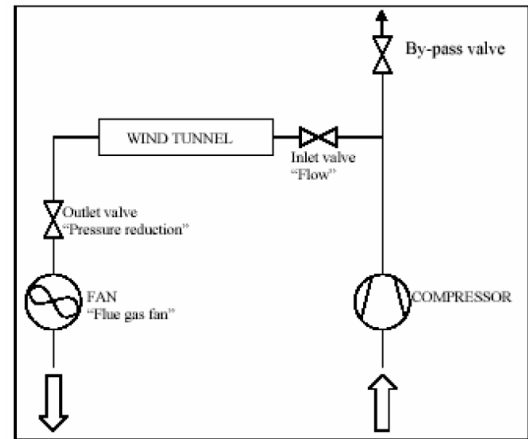 By-pass valve
WIND TUNNEL
Inlet valve
“Flow”
Outlet valve
“Pressure reduction”
FAN
“Flue gas fan”
COMPRESSOR